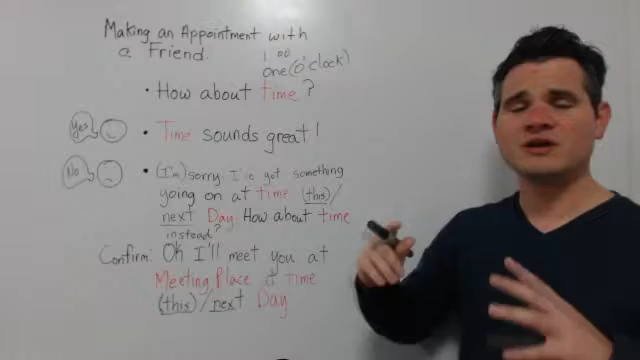 Making an Appointment with
a Friend.
1 00
one (o'clock)
• How about time?
Yes
• Time sounds great!
No
• (I'm) sorry, I've got something
going on at time (this)/
next Day. How about time
instead?
Confirm: Ok I'll meet you at
Meeting Place at Time
(this)/next Day